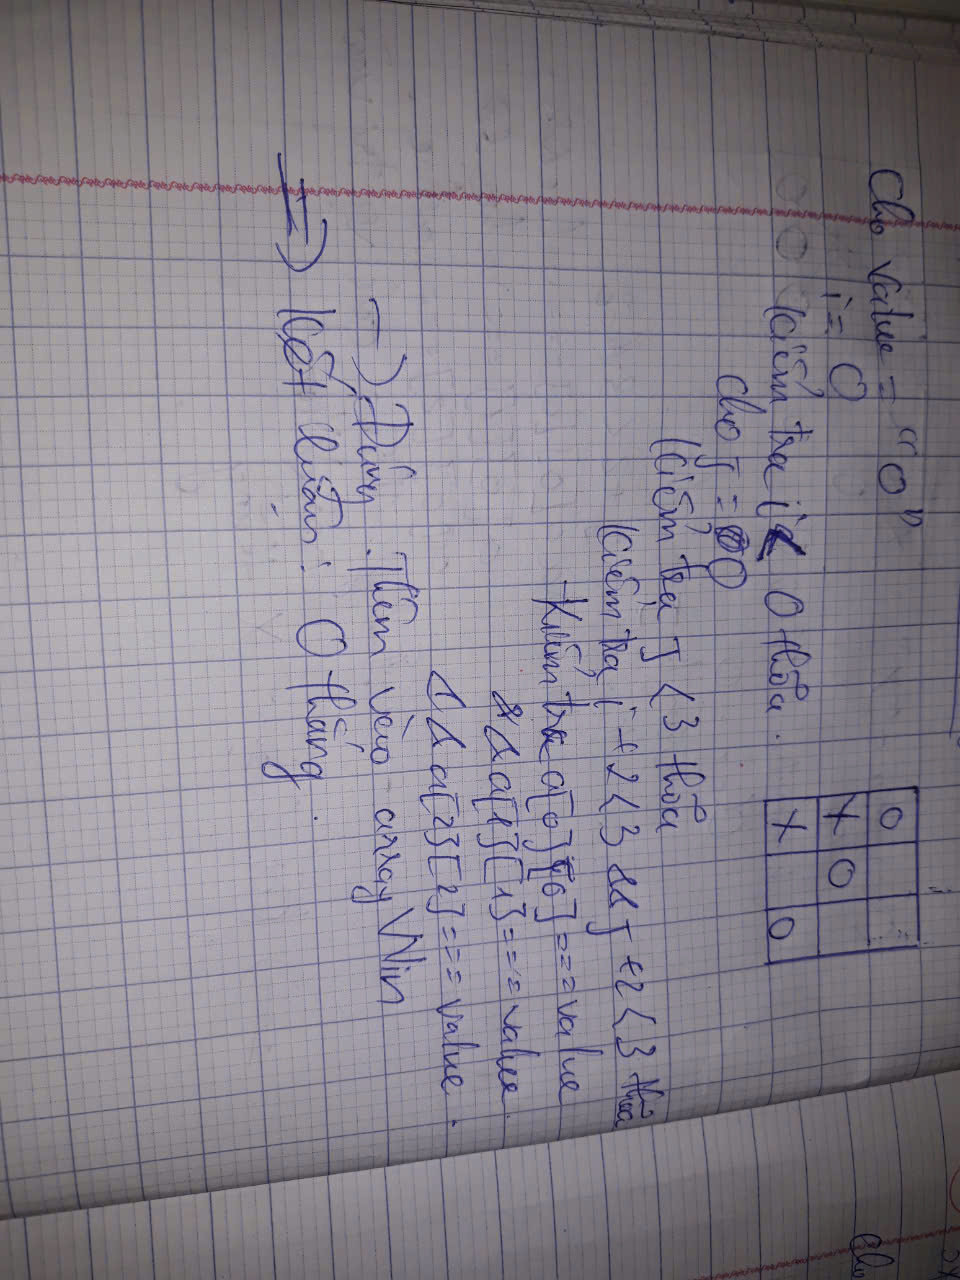 Cho value = "O"
i = 0
Kiểm tra i < 0 thỏa.
Cho j = 0
Kiểm tra j < 3 thỏa
Kiểm tra i + 2 < 3 && j + 2 < 3 thỏa
- Kiểm tra a[0][0] === value
&& a[1][1] === value.
&& a[2][2] === value.
→ Đúng. Thêm vào array Win
⇒ Kết luận: O thắng.
O
X O
X O